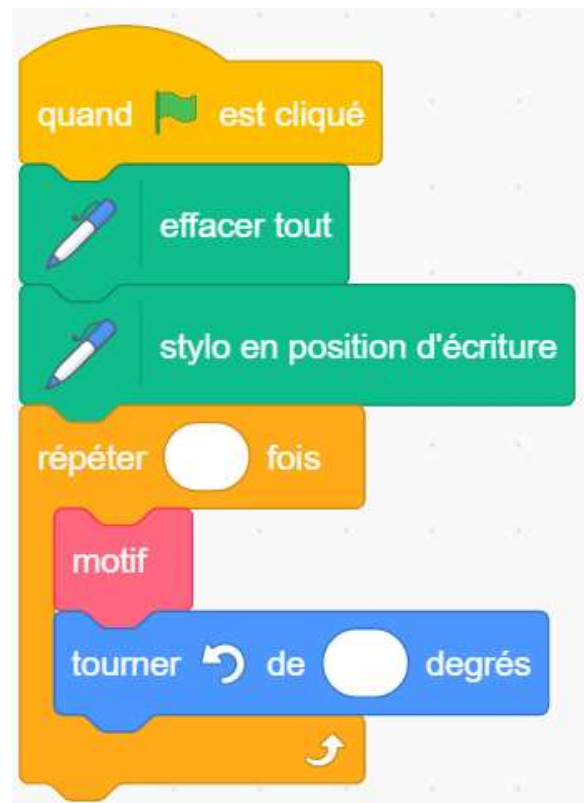 quand est cliqué
effacer tout
stylo en position d'écriture
répéter fois
motif
tourner de degrés